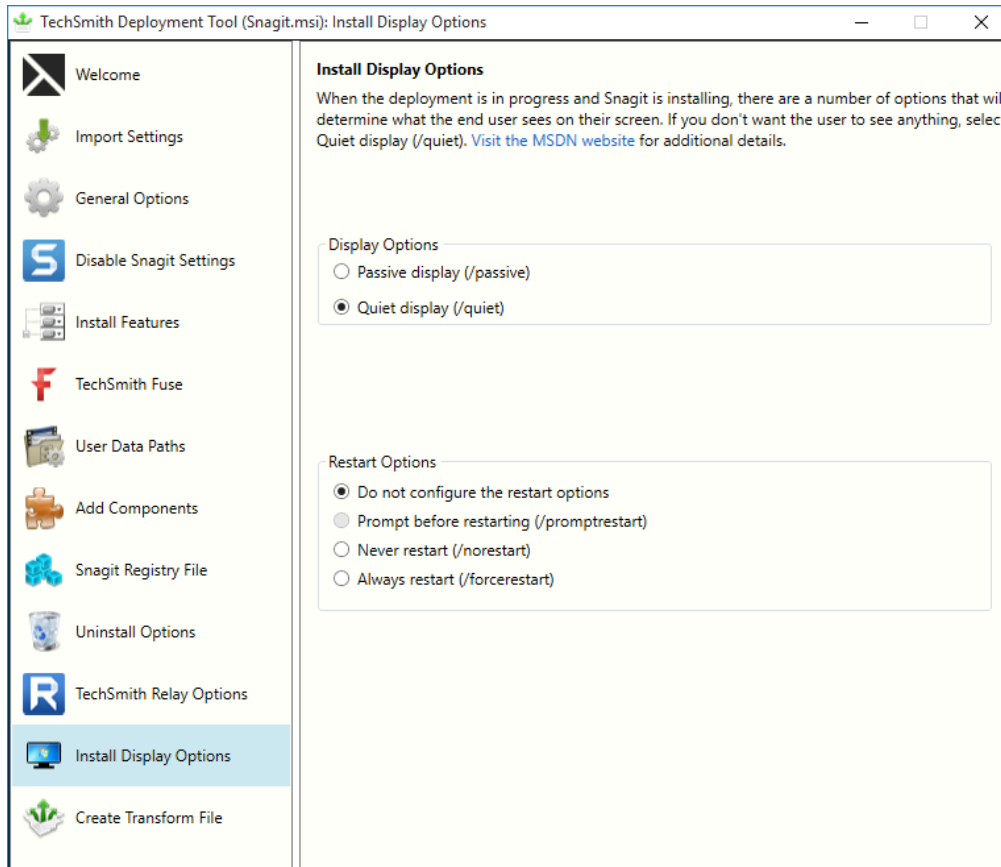 TechSmith Deployment Tool (Snagit.msi): Install Display Options
Welcome
Import Settings
General Options
Disable Snagit Settings
Install Features
TechSmith Fuse
User Data Paths
Add Components
Snagit Registry File
Uninstall Options
TechSmith Relay Options
Install Display Options
Create Transform File
Install Display Options
When the deployment is in progress and Snagit is installing, there are a number of options that wil
determine what the end user sees on their screen. If you don't want the user to see anything, selec
Quiet display (/quiet). Visit the MSDN website for additional details.
Display Options
Passive display (/passive)
Quiet display (/quiet)
Restart Options
Do not configure the restart options
Prompt before restarting (/promptrestart)
Never restart (/norestart)
Always restart (/forcerestart)